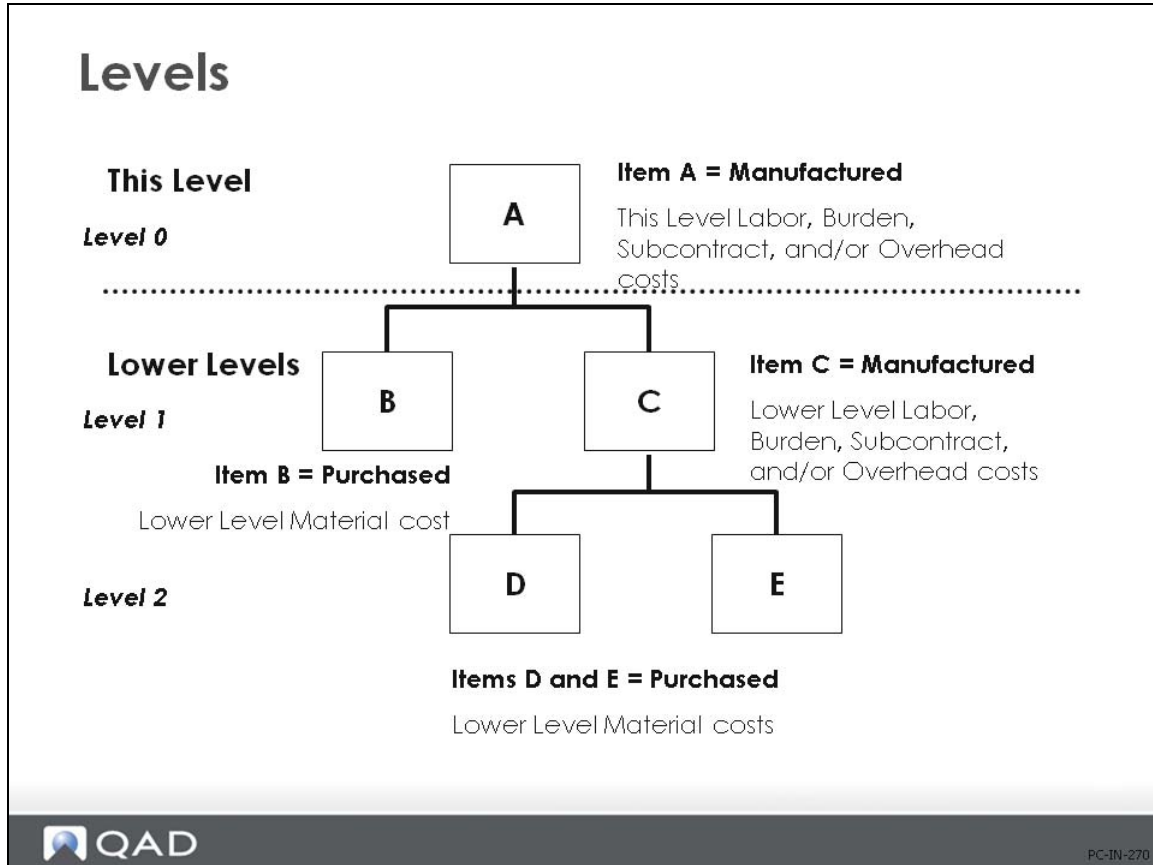 Levels
This Level
Level 0
A
Item A = Manufactured
This Level Labor, Burden,
Subcontract, and/or Overhead
costs
Lower Levels
Level 1
B
Item B = Purchased
Lower Level Material cost
C
Item C = Manufactured
Lower Level Labor,
Burden, Subcontract,
and/or Overhead costs
Level 2
D
E
Items D and E = Purchased
Lower Level Material costs
QAD
PC-IN-270